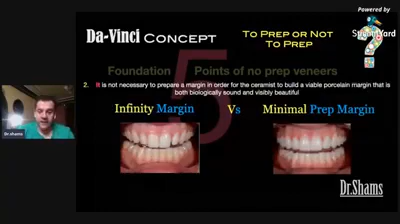 Powered by
StreamYard
Da-Vinci CONCEPT
TO PREP OR NOT
TO PREP
?
5
Foundation Points of no prep veneers
2. It is not necessary to prepare a margin in order for the ceramist to build a viable porcelain margin that is
both biologically sound and visibly beautiful
Infinity Margin Vs Minimal Prep Margin
Dr.shams
Dr.Shams